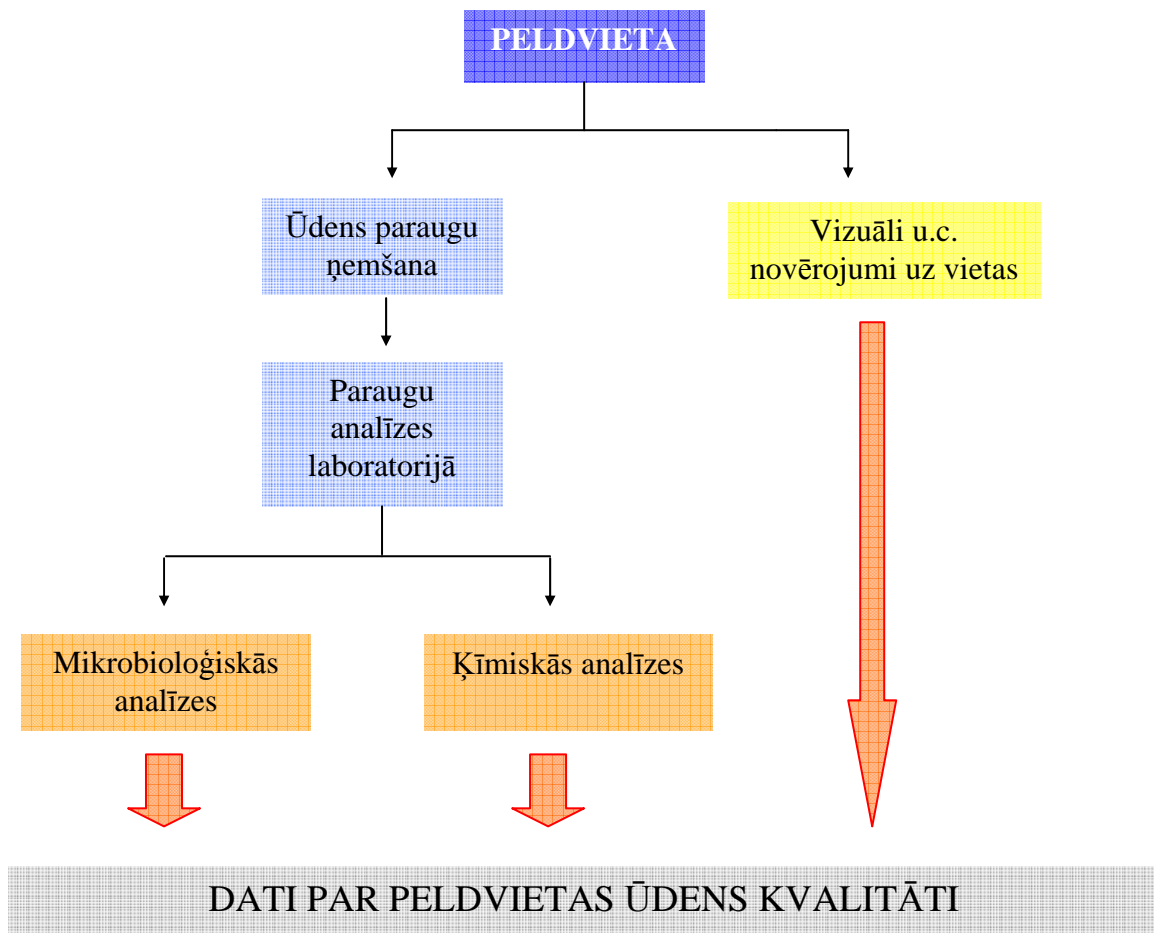 PELDVIETA
Ūdens paraugu
ņemšana
Vizuāli u.c.
novērojumi uz vietas
Paraugu
analīzes
laboratorijā
Mikrobioloģiskās
analīzes
Ķīmiskās analīzes
DATI PAR PELDVIETAS ŪDENS KVALITĀTI